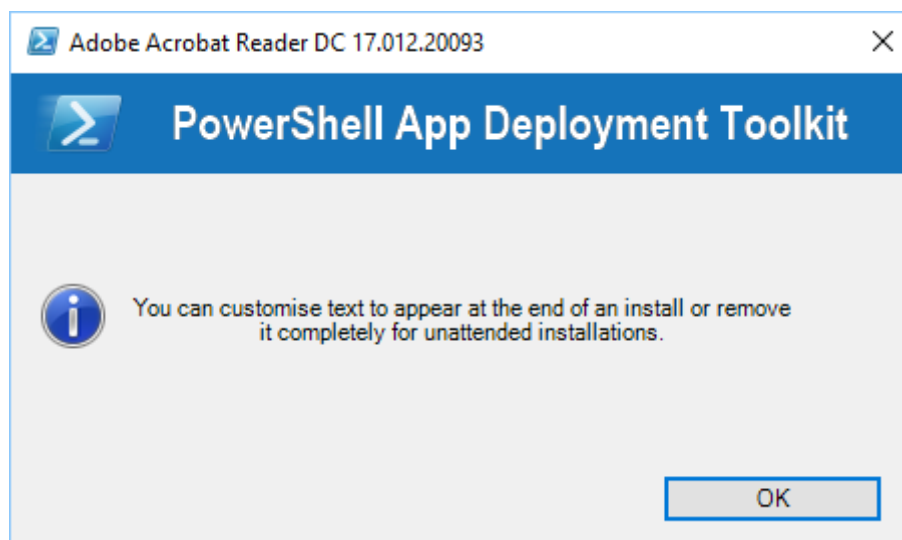 Adobe Acrobat Reader DC 17.012.20093
PowerShell App Deployment Toolkit
You can customise text to appear at the end of an install or remove
it completely for unattended installations.
OK